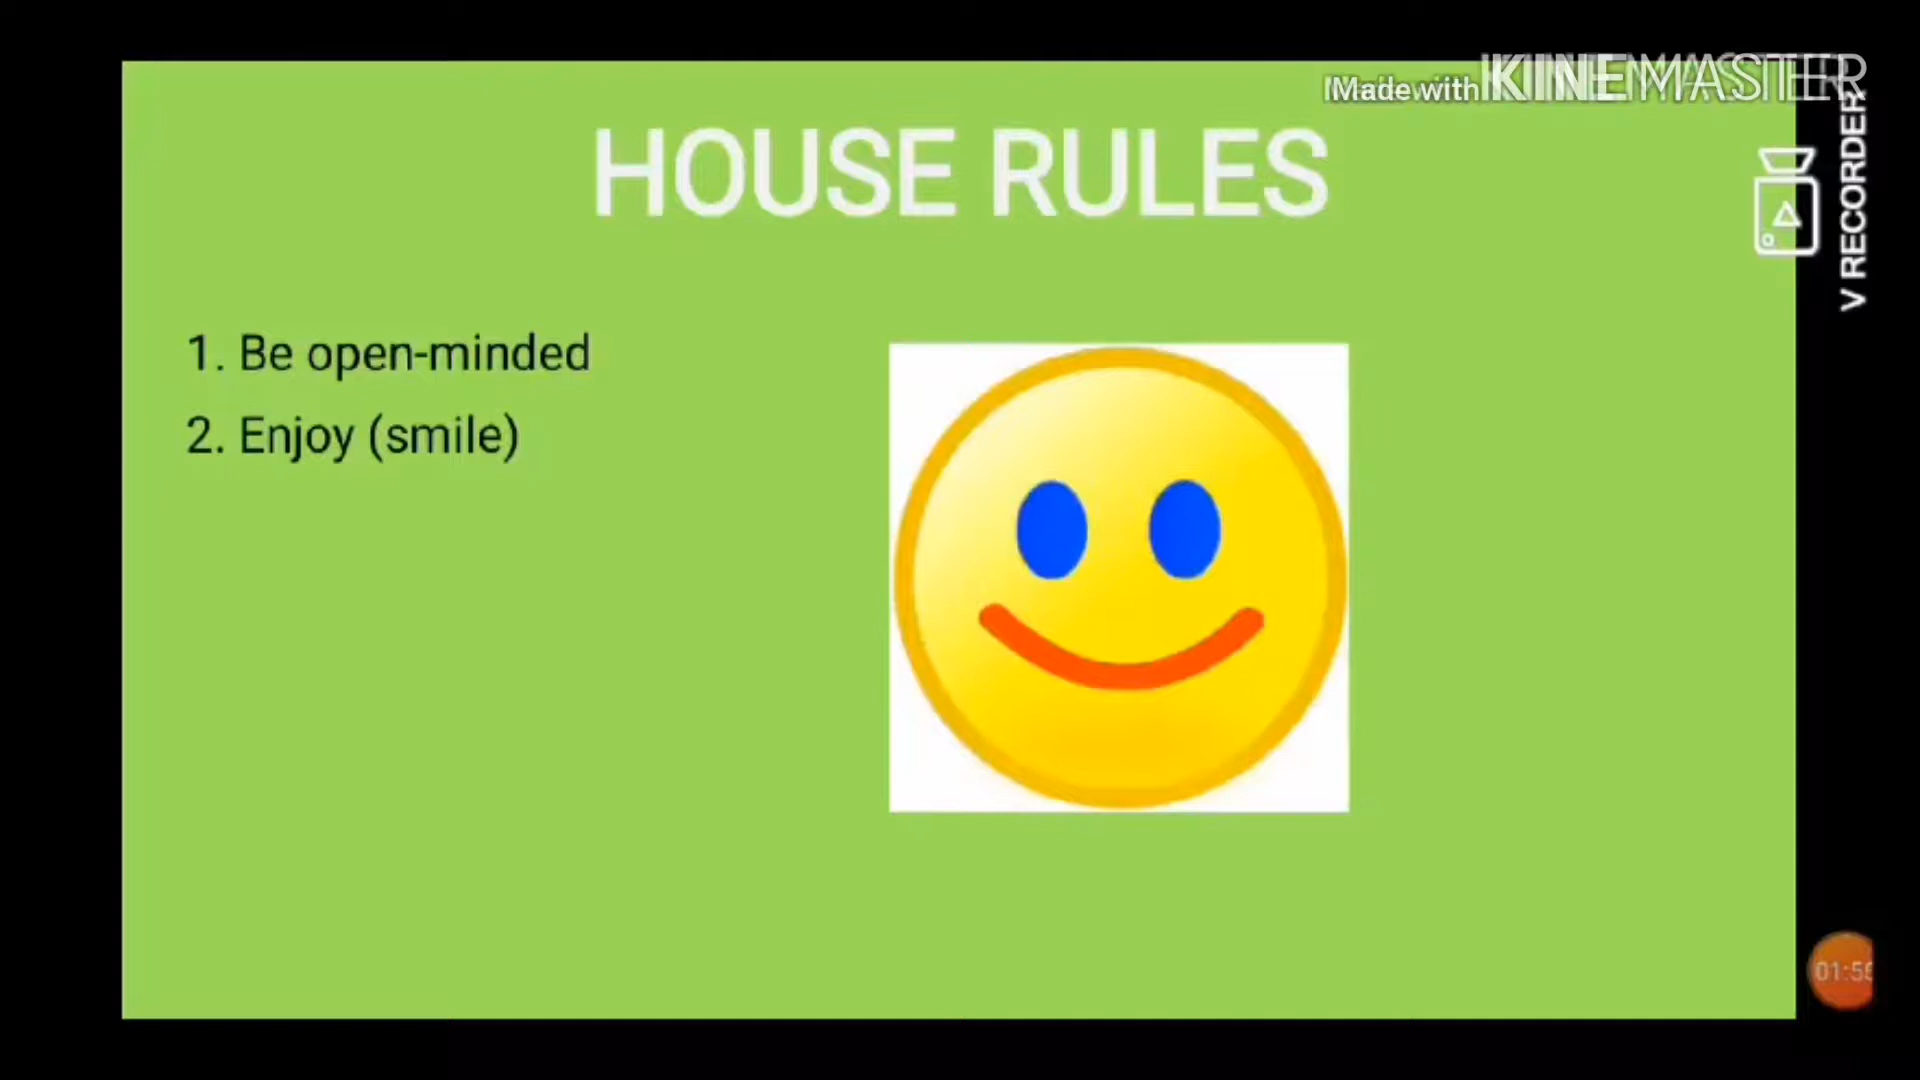 Made with KINEMASTER
HOUSE RULES
V RECORDER
1. Be open-minded
2. Enjoy (smile)